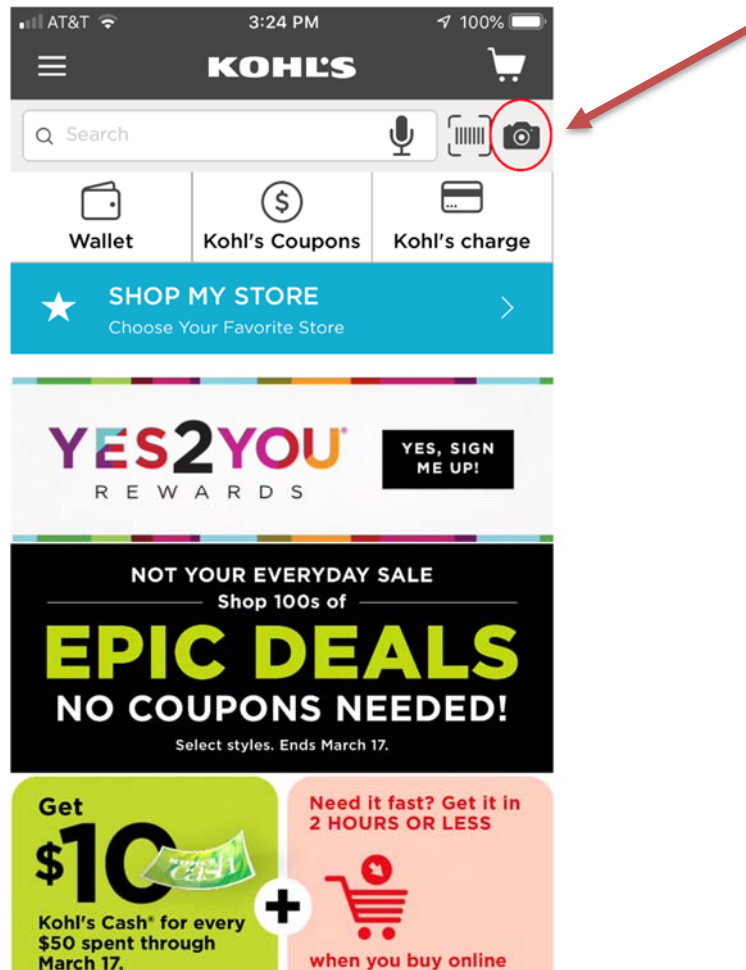 AT&T 3:24 PM 100%
KOHL'S
Search
Wallet Kohl's Coupons Kohl's charge
SHOP MY STORE
Choose Your Favorite Store
YES2YOU®
REWARDS
YES, SIGN
ME UP!
NOT YOUR EVERYDAY SALE
Shop 100s of
EPIC DEALS
NO COUPONS NEEDED!
Select styles. Ends March 17.
Get
$10
KOHL'S
Cash
Kohl's Cash® for every
$50 spent through
March 17.
+
Need it fast? Get it in
2 HOURS OR LESS
when you buy online